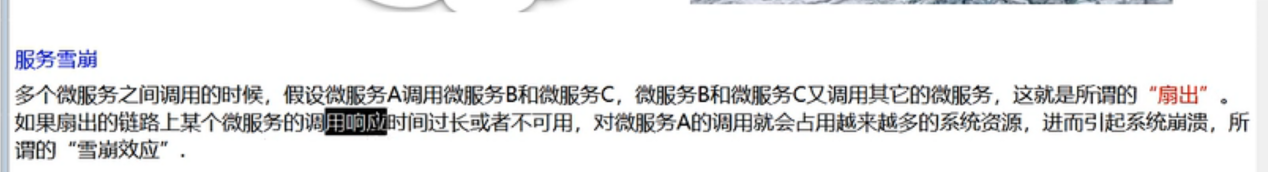 服务雪崩
多个微服务之间调用的时候，假设微服务A调用微服务B和微服务C，微服务B和微服务C又调用其它的微服务，这就是所谓的“扇出”。
如果扇出的链路上某个微服务的调用响应时间过长或者不可用，对微服务A的调用就会占用越来越多的系统资源，进而引起系统崩溃，所
谓的“雪崩效应”.